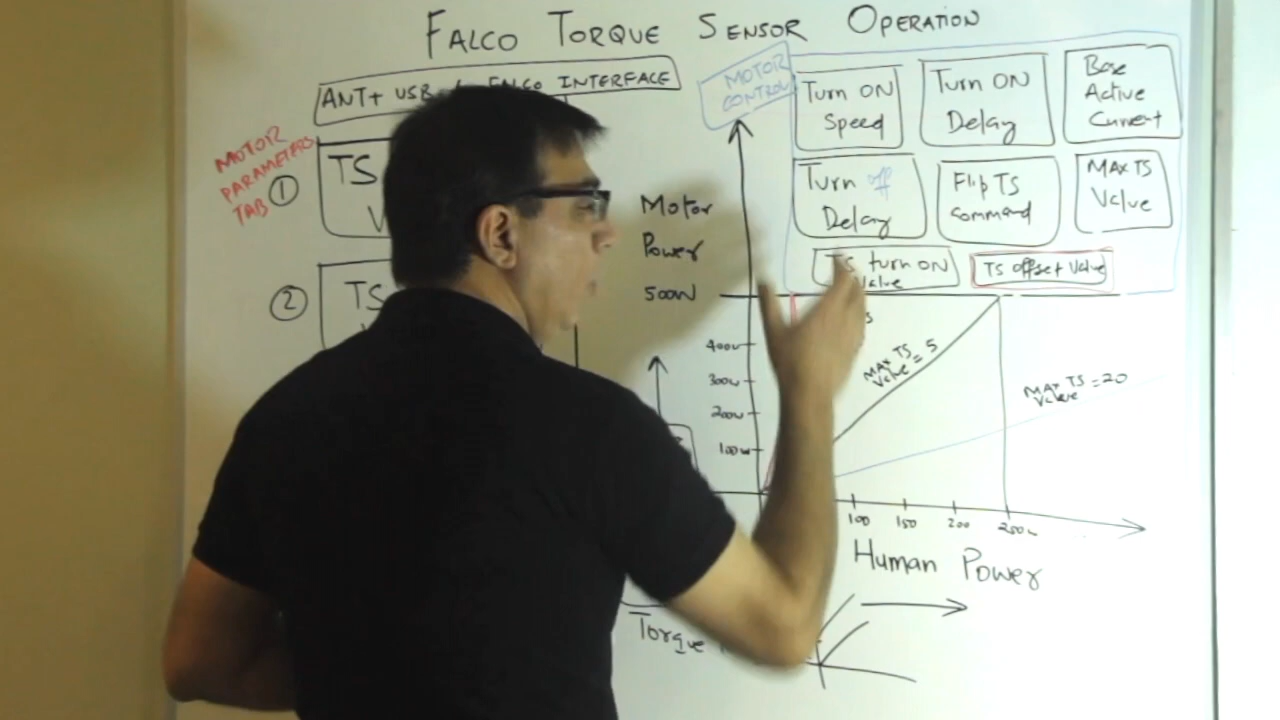 FALCO TORQUE SENSOR OPERATION
ANT+ USB FALCO INTERFACE
MOTOR
PARAMETERS
TAB
1
TS
V
2
TS
MOTOR
CONTROL
Turn ON
Speed
Turn ON
Delay
Base
Active
Current
Turn off
Delay
Flip TS
command
MAX TS
Value
TS turn ON
Value
TS offset Value
Motor
Power
500W
400W
300W
200W
100W
MAX TS
Value = 5
MAX TS = 20
Value
100 150 200 250W
Human Power
Torque